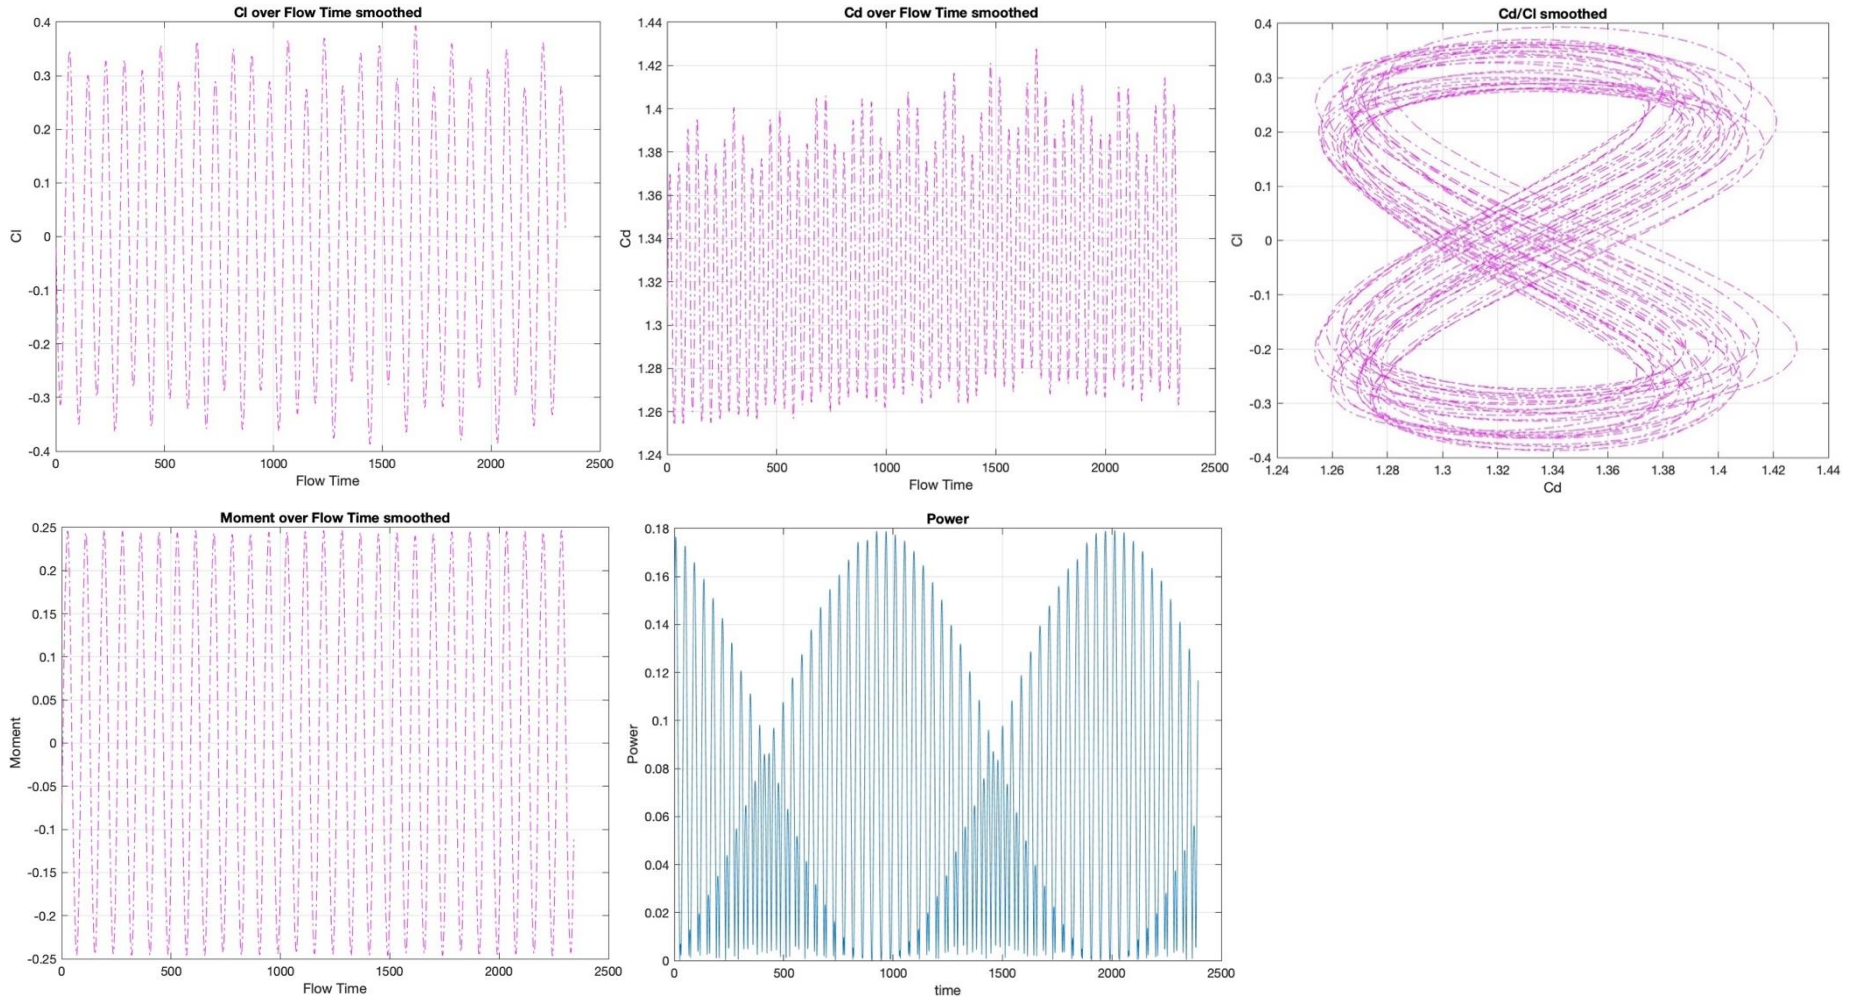 Cl over Flow Time smoothed
0.4
0.3
0.2
0.1
0
-0.1
-0.2
-0.3
-0.4
Cl
0 500 1000 1500 2000 2500
Flow Time
Cd over Flow Time smoothed
1.44
1.42
1.4
1.38
1.36
1.34
1.32
1.3
1.28
1.26
1.24
Cd
0 500 1000 1500 2000 2500
Flow Time
Cd/Cl smoothed
0.4
0.3
0.2
0.1
0
-0.1
-0.2
-0.3
-0.4
Cl
1.24 1.26 1.28 1.3 1.32 1.34 1.36 1.38 1.4 1.42 1.44
Cd
Moment over Flow Time smoothed
0.25
0.2
0.15
0.1
0.05
0
-0.05
-0.1
-0.15
-0.2
-0.25
Moment
0 500 1000 1500 2000 2500
Flow Time
Power
0.18
0.16
0.14
0.12
0.1
0.08
0.06
0.04
0.02
0
Power
0 500 1000 1500 2000 2500
time